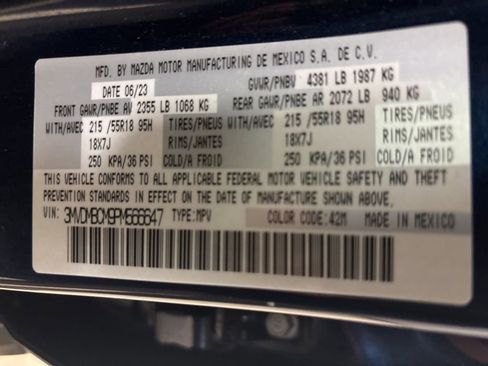 MFD. BY MAZDA MOTOR MANUFACTURING DE MEXICO S.A. DE C.V.
DATE 06/23 GVWR/PNBV 4381 LB 1987 KG
FRONT GAWR/PNBE AV 2355 LB 1068 KG REAR GAWR/PNBE AR 2072 LB 940 KG
WITH/AVEC 215 /55R18 95H TIRES/PNEUS WITH/AVEC 215 /55R18 95H TIRES/PNEUS
18X7J RIMS/JANTES 18X7J RIMS/JANTES
250 KPA/36 PSI COLD/A FROID 250 KPA/36 PSI COLD/A FROID
THIS VEHICLE CONFORMS TO ALL APPLICABLE FEDERAL MOTOR VEHICLE SAFETY AND THEFT
PREVENTION STANDARDS IN EFFECT ON THE DATE OF MANUFACTURE SHOWN ABOVE.
VIN: 3MVDMBCM9PM566647 TYPE:MPV COLOR CODE:42M MADE IN MEXICO